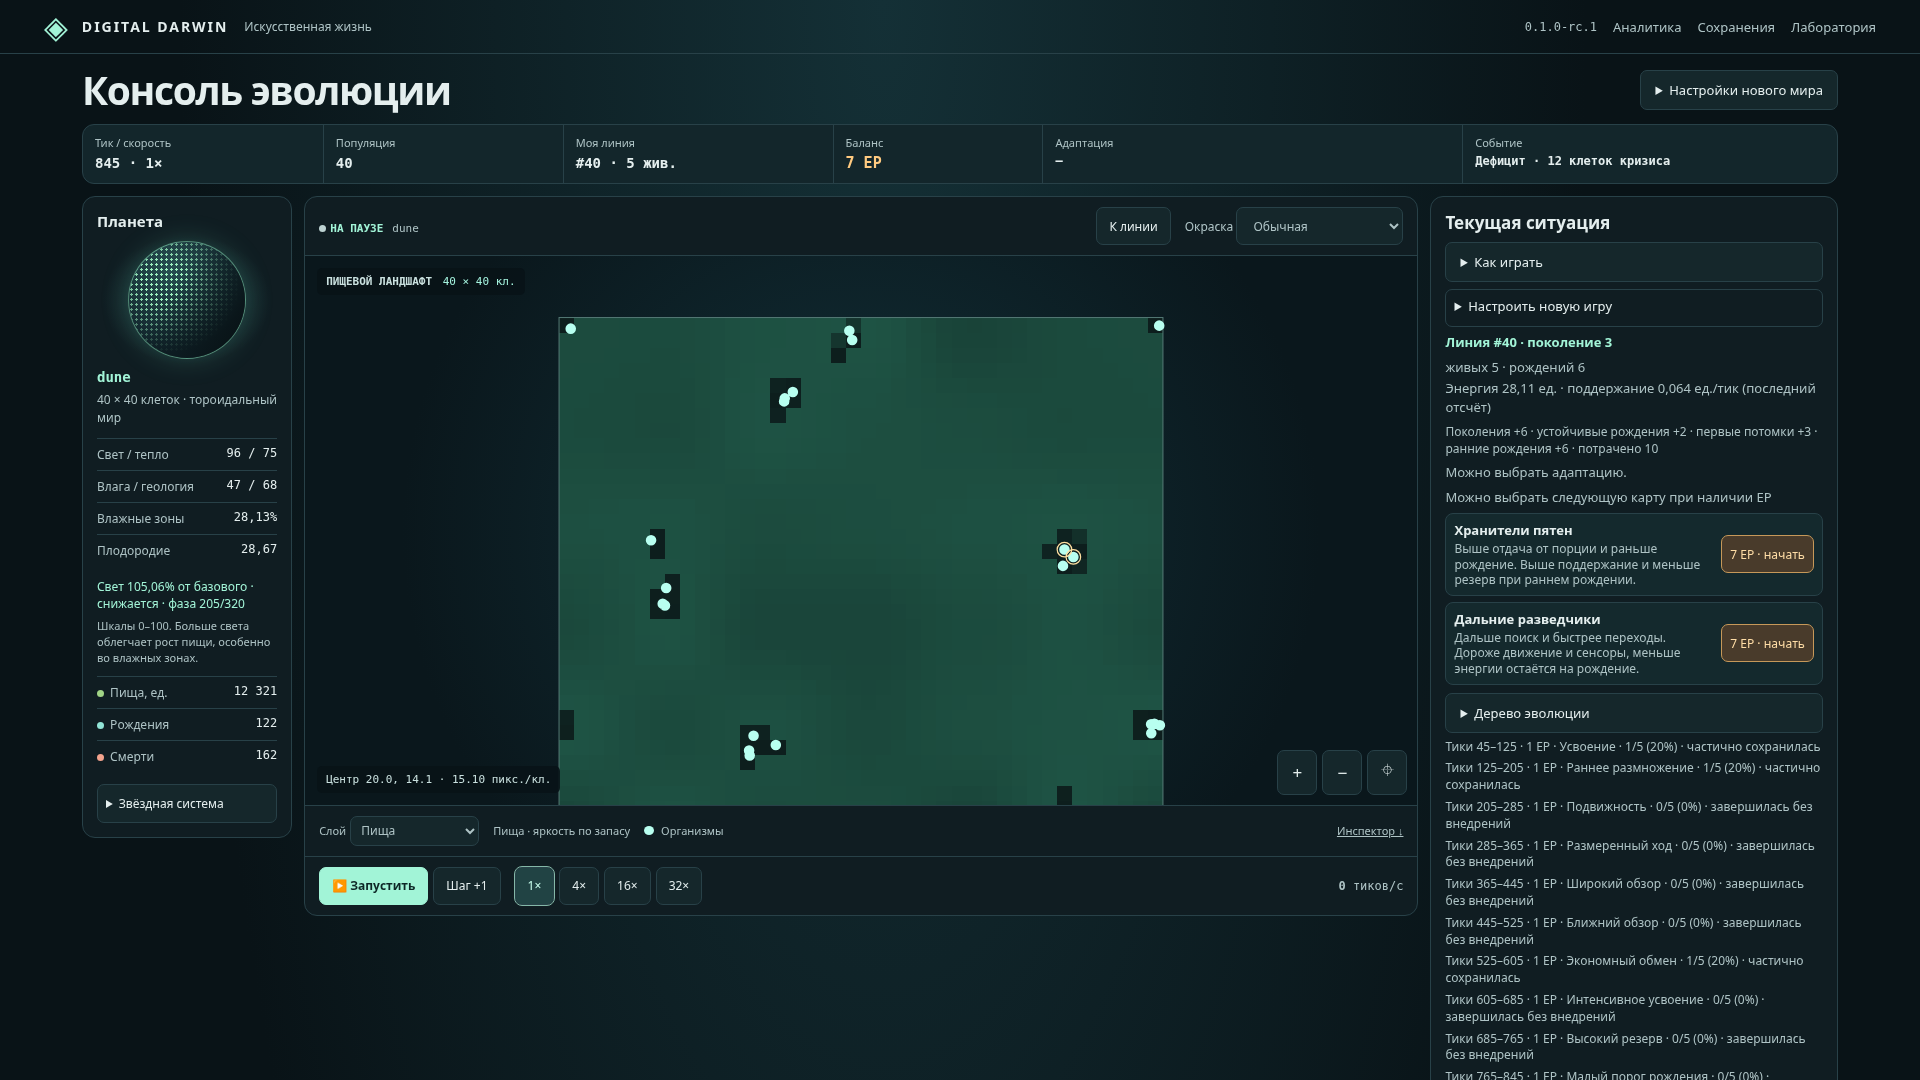 DIGITAL DARWIN
Искусственная жизнь
0.1.0-rc.1
Аналитика
Сохранения
Лаборатория
Консоль эволюции
Настройки нового мира
Тик / скорость
845 · 1×
Популяция
40
Моя линия
#40 · 5 жив.
Баланс
7 EP
Адаптация
—
Событие
Дефицит · 12 клеток кризиса
Планета
dune
40 × 40 клеток · тороидальный
мир
Свет / тепло 96 / 75
Влага / геология 47 / 68
Влажные зоны 28,13%
Плодородие 28,67
Свет 105,06% от базового ·
снижается · фаза 205/320
Шкалы 0–100. Больше света
облегчает рост пищи, особенно
во влажных зонах.
Пища, ед. 12 321
Рождения 122
Смерти 162
Звёздная система
НА ПАУЗЕ dune
К линии
Окраска
Обычная
ПИЩЕВОЙ ЛАНДШАФТ 40 × 40 кл.
Центр 20.0, 14.1 · 15.10 пикс./кл.
+
−
Слой
Пища
Пища · яркость по запасу
Организмы
Инспектор ↓
Запустить
Шаг +1
1×
4×
16×
32×
0 тиков/с
Текущая ситуация
Как играть
Настроить новую игру
Линия #40 · поколение 3
живых 5 · рождений 6
Энергия 28,11 ед. · поддержание 0,064 ед./тик (последний
отсчёт)
Поколения +6 · устойчивые рождения +2 · первые потомки +3 ·
ранние рождения +6 · потрачено 10
Можно выбрать адаптацию.
Можно выбрать следующую карту при наличии EP
Хранители пятен
Выше отдача от порции и раньше
рождение. Выше поддержание и меньше
резерв при раннем рождении.
7 EP · начать
Дальние разведчики
Дальше поиск и быстрее переходы.
Дороже движение и сенсоры, меньше
энергии остаётся на рождение.
7 EP · начать
Дерево эволюции
Тики 45–125 · 1 EP · Усвоение · 1/5 (20%) · частично сохранилась
Тики 125–205 · 1 EP · Раннее размножение · 1/5 (20%) · частично
сохранилась
Тики 205–285 · 1 EP · Подвижность · 0/5 (0%) · завершилась без
внедрений
Тики 285–365 · 1 EP · Размеренный ход · 0/5 (0%) · завершилась
без внедрений
Тики 365–445 · 1 EP · Широкий обзор · 0/5 (0%) · завершилась
без внедрений
Тики 445–525 · 1 EP · Ближний обзор · 0/5 (0%) · завершилась
без внедрений
Тики 525–605 · 1 EP · Экономный обмен · 1/5 (20%) · частично
сохранилась
Тики 605–685 · 1 EP · Интенсивное усвоение · 0/5 (0%) ·
завершилась без внедрений
Тики 685–765 · 1 EP · Высокий резерв · 0/5 (0%) · завершилась
без внедрений
Тики 765–845 · 1 EP · Малый порог рождения · 0/5 (0%) ·